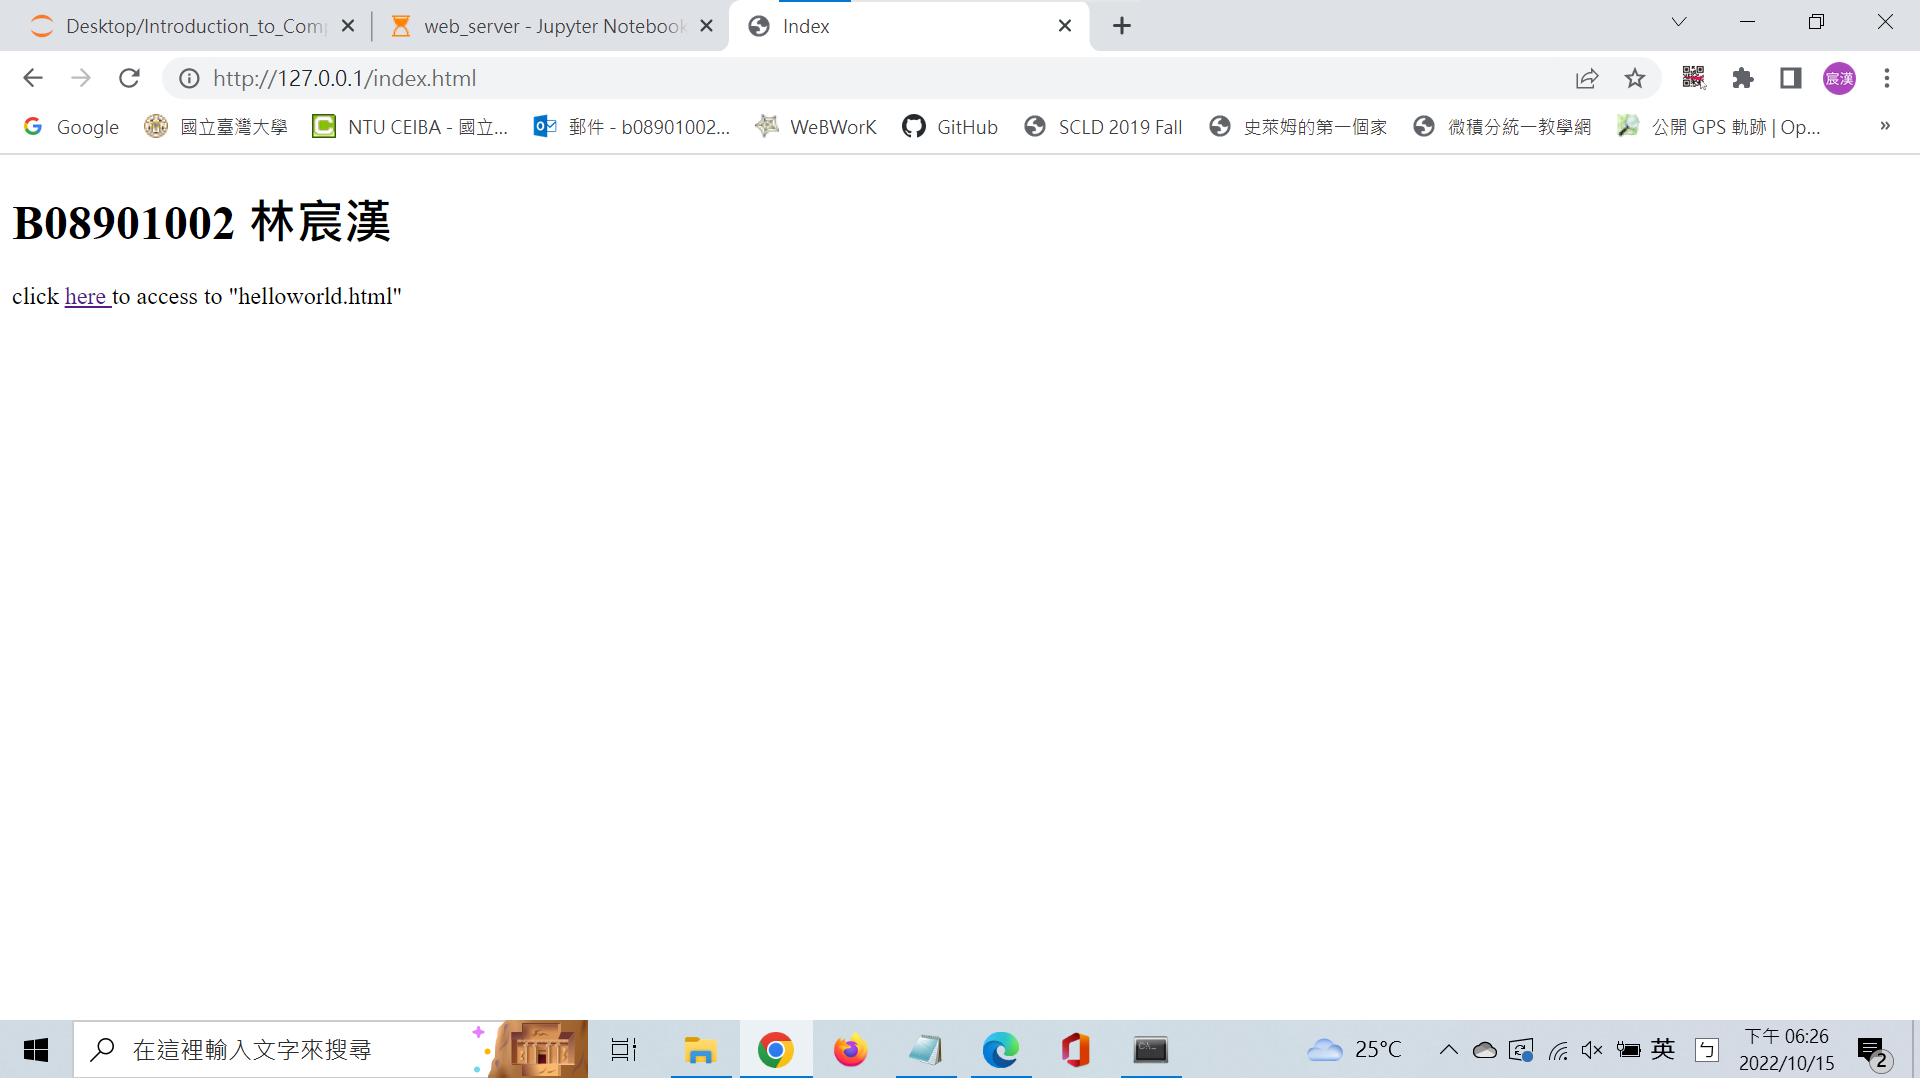 Desktop/Introduction_to_Com
web_server - Jupyter Notebook
Index
http://127.0.0.1/index.html
宸漢
Google
國立臺灣大學
NTU CEIBA - 國立...
郵件 - b08901002...
WeBWorK
GitHub
SCLD 2019 Fall
史萊姆的第一個家
微積分統一教學網
公開 GPS 軌跡 | Op...
»
B08901002 林宸漢
click here to access to "helloworld.html"
在這裡輸入文字來搜尋
25°C
英
ㄅ
下午 06:26
2022/10/15
2